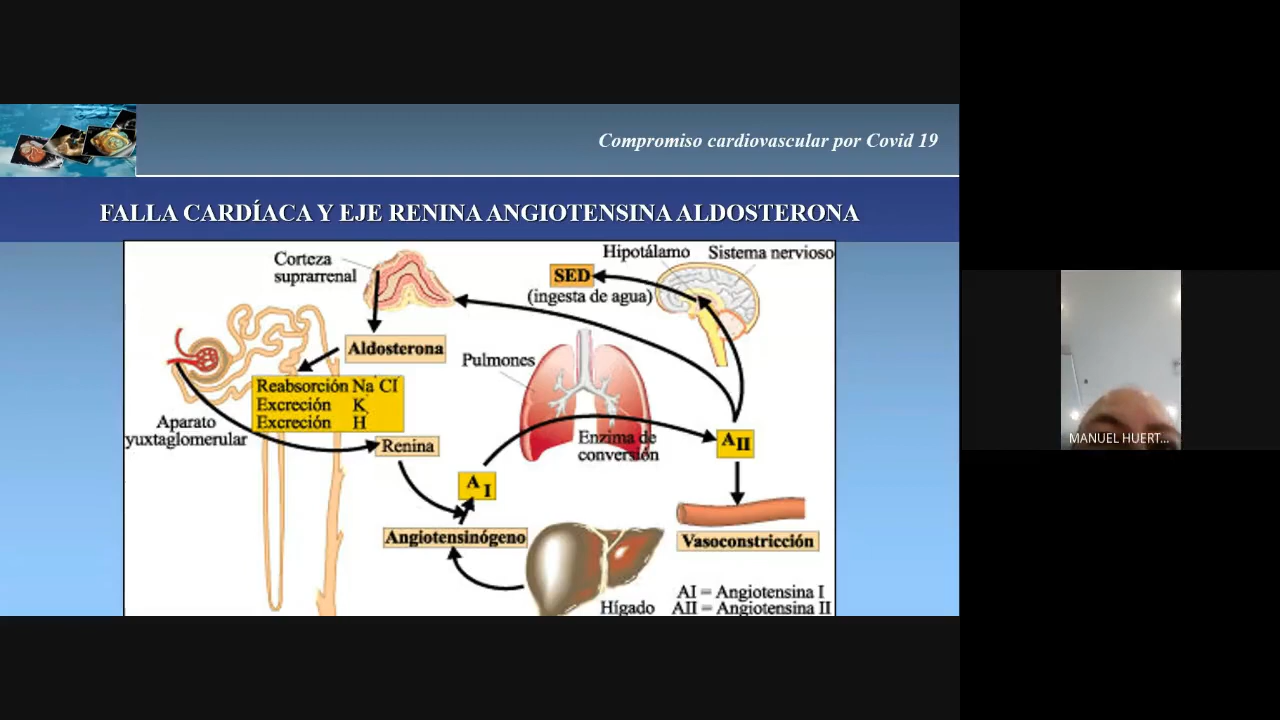 Compromiso cardiovascular por Covid 19
FALLA CARDÍACA Y EJE RENINA ANGIOTENSINA ALDOSTERONA
Corteza
suprarrenal
Hipotálamo
Sistema nervioso
SED
(ingesta de agua)
Aldosterona
Pulmones
Reabsorción Na⁺ Cl⁻
Excreción K⁺
Excreción H⁺
Aparato
yuxtaglomerular
Renina
Enzima de
conversión
A II
A I
Angiotensinógeno
Vasoconstricción
Hígado
AI = Angiotensina I
AII = Angiotensina II
MANUEL HUERT...